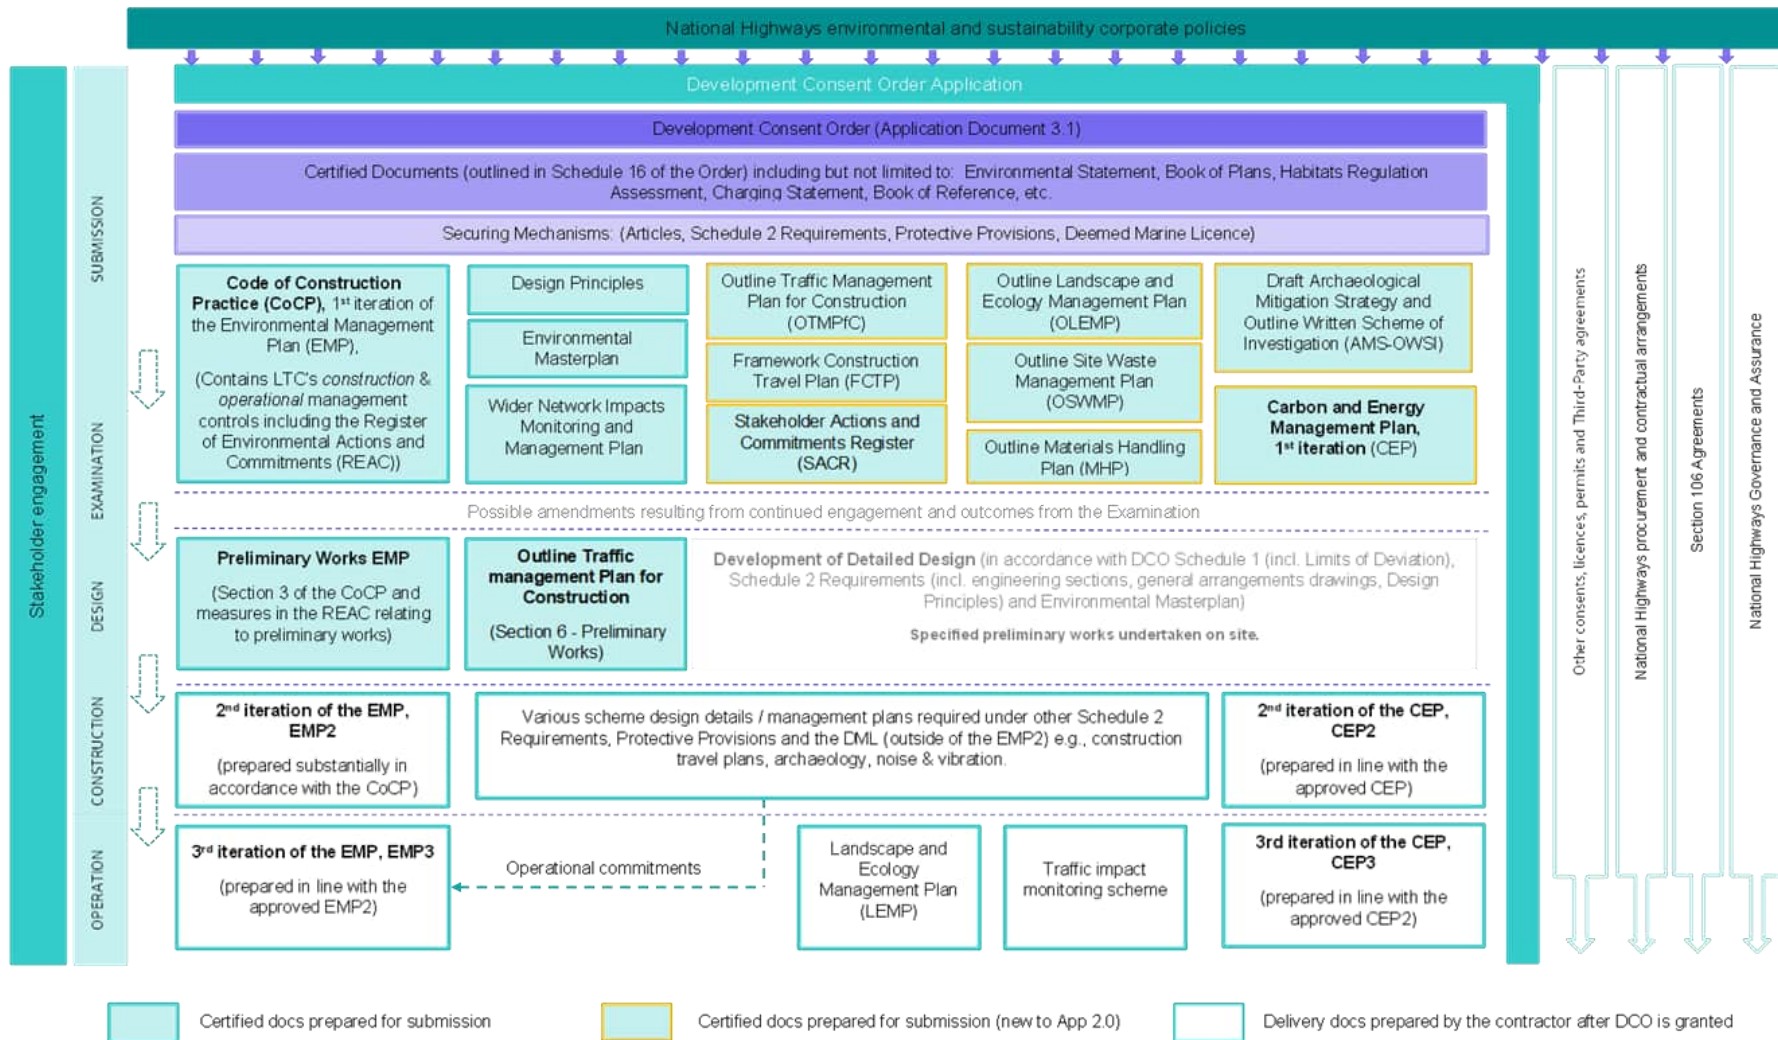 National Highways environmental and sustainability corporate policies
Stakeholder engagement
SUBMISSION
EXAMINATION
DESIGN
CONSTRUCTION
OPERATION
Development Consent Order Application
Development Consent Order (Application Document 3.1)
Certified Documents (outlined in Schedule 16 of the Order) including but not limited to: Environmental Statement, Book of Plans, Habitats Regulation
Assessment, Charging Statement, Book of Reference, etc.
Securing Mechanisms: (Articles, Schedule 2 Requirements, Protective Provisions, Deemed Marine Licence)
Code of Construction
Practice (CoCP), 1st iteration of
the Environmental Management
Plan (EMP),
(Contains LTC's construction &
operational management
controls including the Register
of Environmental Actions and
Commitments (REAC))
Design Principles
Environmental
Masterplan
Wider Network Impacts
Monitoring and
Management Plan
Outline Traffic Management
Plan for Construction
(OTMPfC)
Framework Construction
Travel Plan (FCTP)
Stakeholder Actions and
Commitments Register
(SACR)
Outline Landscape and
Ecology Management Plan
(OLEMP)
Outline Site Waste
Management Plan
(OSWMP)
Outline Materials Handling
Plan (MHP)
Draft Archaeological
Mitigation Strategy and
Outline Written Scheme of
Investigation (AMS-OWSI)
Carbon and Energy
Management Plan,
1st iteration (CEP)
Possible amendments resulting from continued engagement and outcomes from the Examination
Preliminary Works EMP
(Section 3 of the CoCP and
measures in the REAC relating
to preliminary works)
Outline Traffic
management Plan for
Construction
(Section 6 - Preliminary
Works)
Development of Detailed Design (in accordance with DCO Schedule 1 (incl. Limits of Deviation),
Schedule 2 Requirements (incl. engineering sections, general arrangements drawings, Design
Principles) and Environmental Masterplan)
Specified preliminary works undertaken on site.
2nd iteration of the EMP,
EMP2
(prepared substantially in
accordance with the CoCP)
Various scheme design details / management plans required under other Schedule 2
Requirements, Protective Provisions and the DML (outside of the EMP2) e.g., construction
travel plans, archaeology, noise & vibration.
2nd iteration of the CEP,
CEP2
(prepared in line with the
approved CEP)
3rd iteration of the EMP, EMP3
(prepared in line with the
approved EMP2)
Operational commitments
Landscape and
Ecology
Management Plan
(LEMP)
Traffic impact
monitoring scheme
3rd iteration of the CEP,
CEP3
(prepared in line with the
approved CEP2)
Other consents, licences, permits and Third-Party agreements
National Highways procurement and contractual arrangements
Section 106 Agreements
National Highways Governance and Assurance
Certified docs prepared for submission
Certified docs prepared for submission (new to App 2.0)
Delivery docs prepared by the contractor after DCO is granted